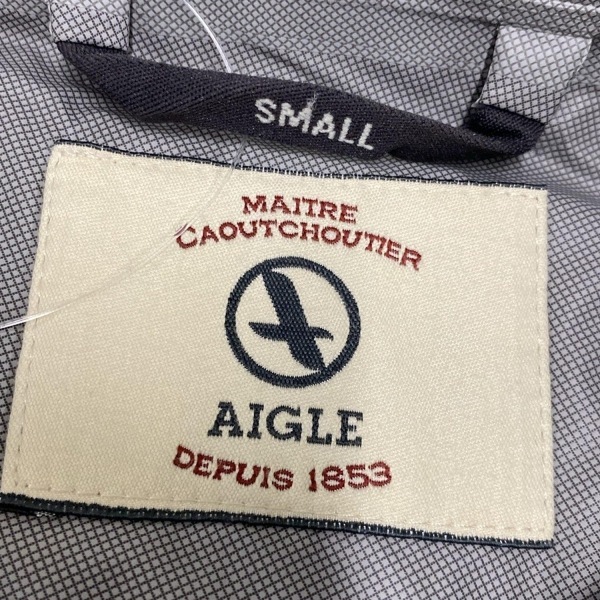 SMALL
MAITRE
CAOUTCHOUTIER
AIGLE
DEPUIS 1853